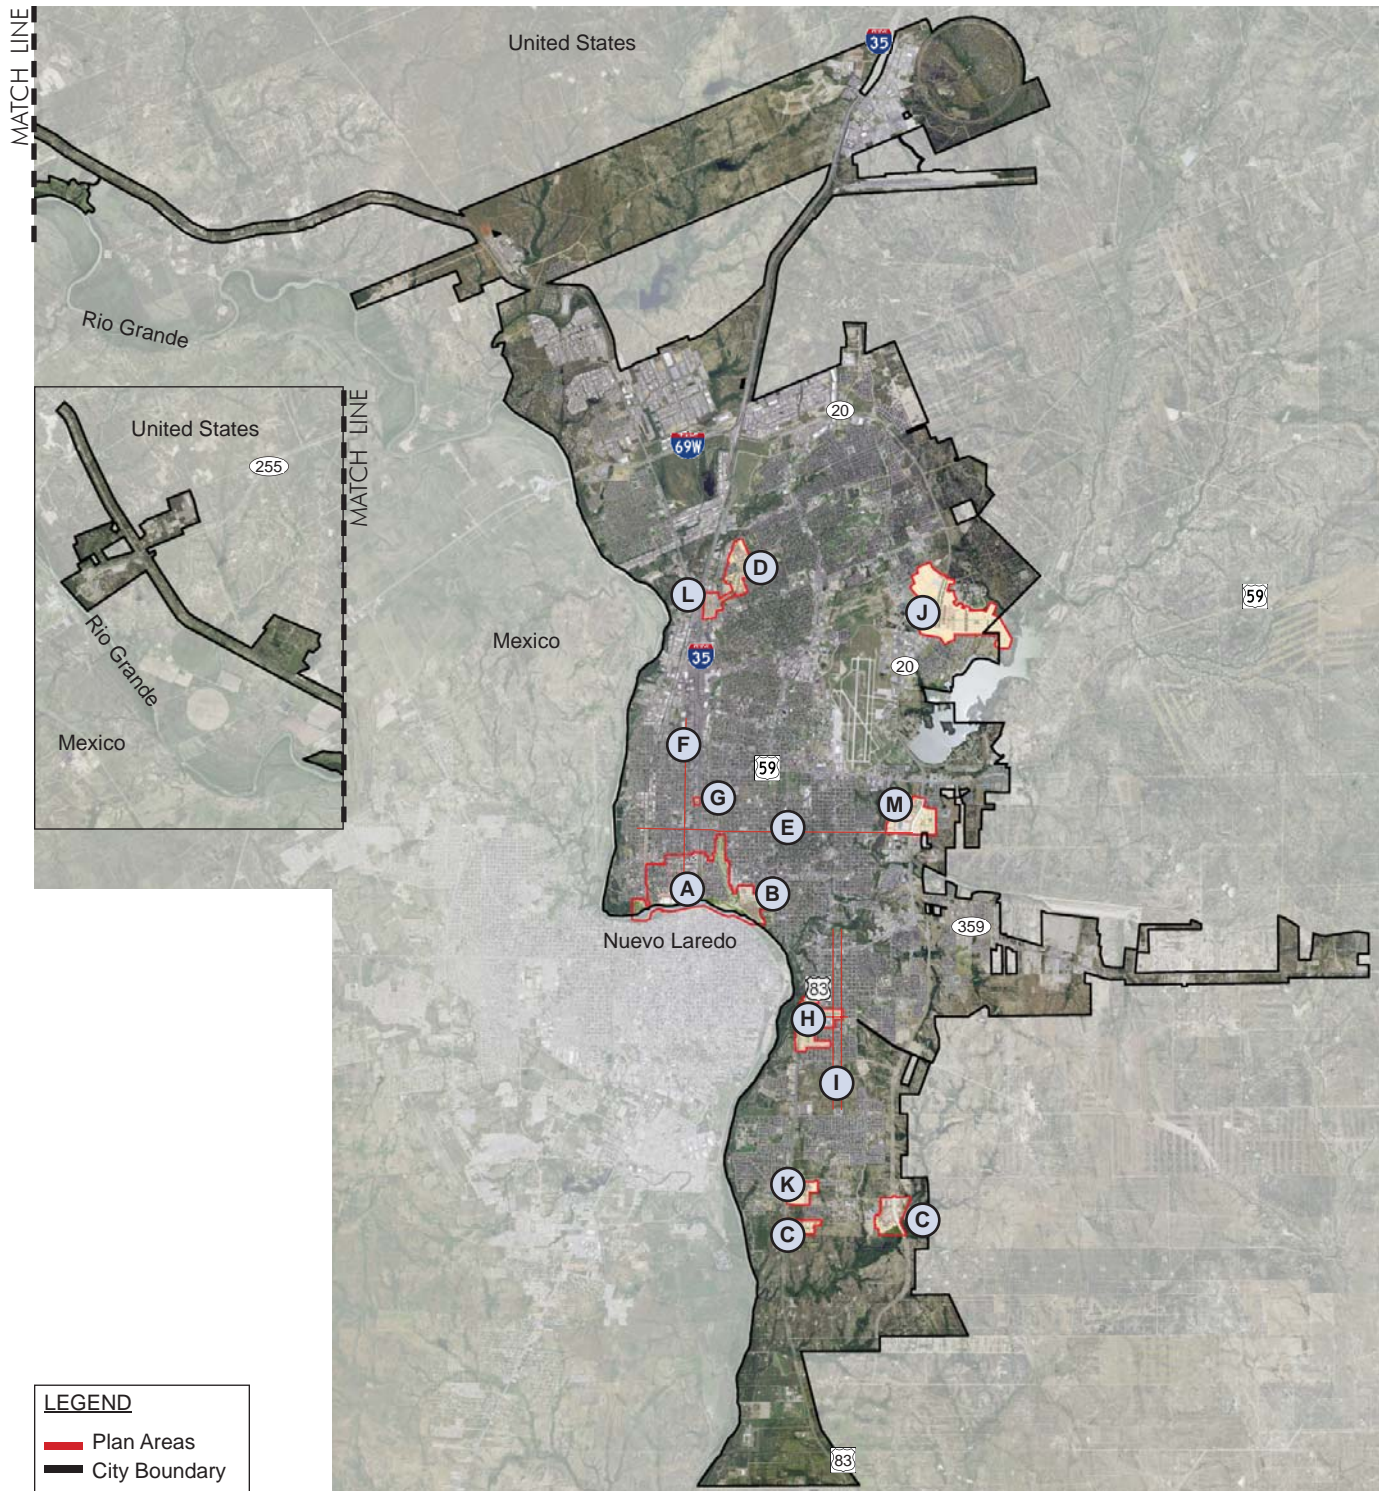 MATCH LINE
United States
35
Rio Grande
MATCH LINE
United States
255
20
69W
D
L
J
59
Mexico
Rio Grande
35
20
Mexico
F
59
G
M
E
A
B
359
Nuevo Laredo
83
H
I
K
C
C
LEGEND
Plan Areas
City Boundary
83